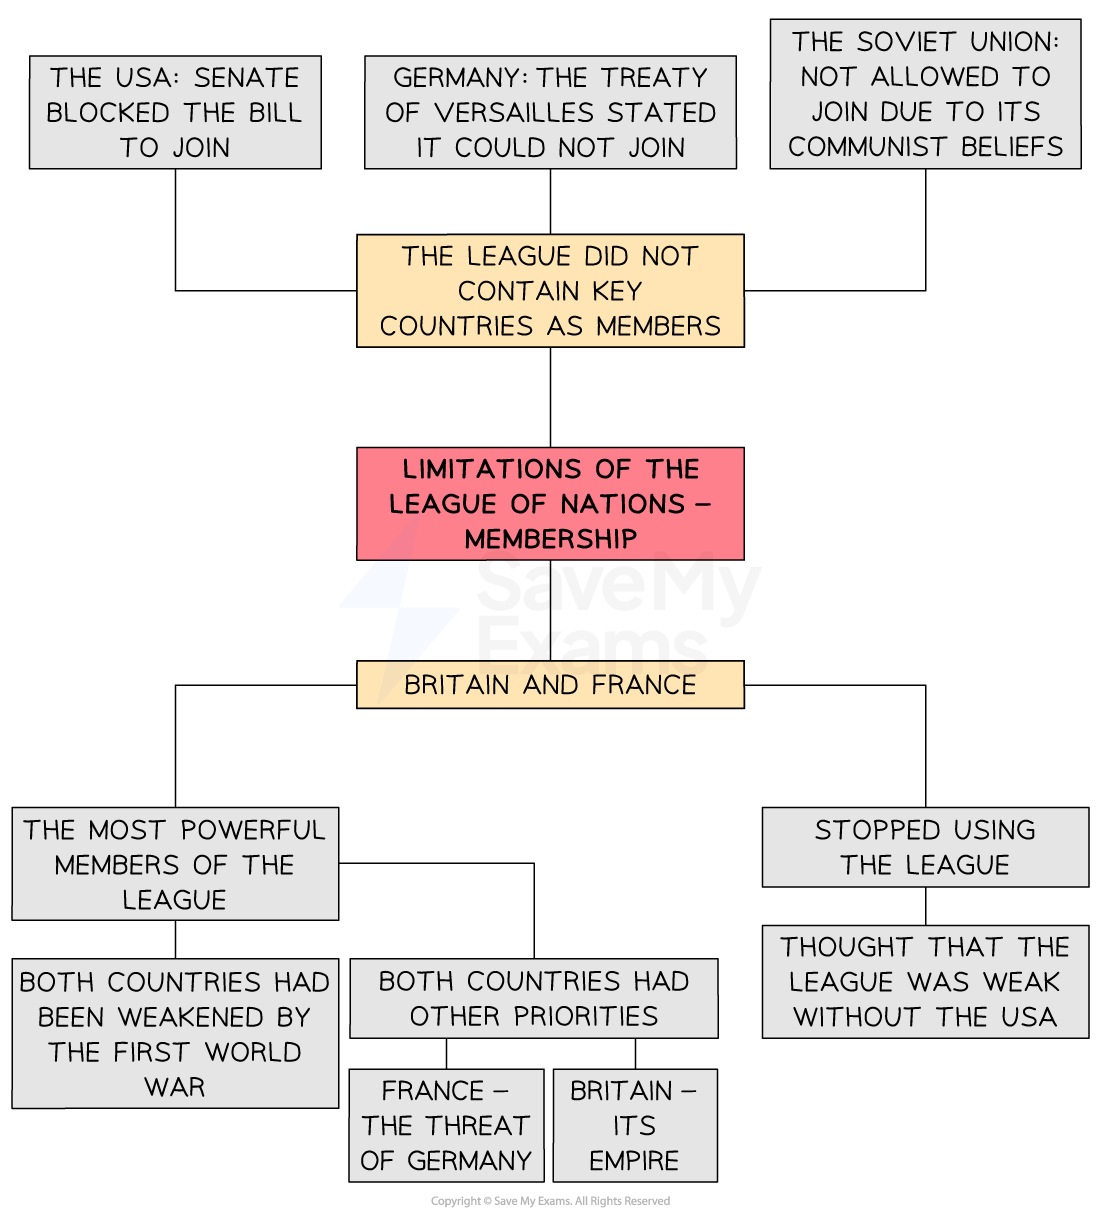 THE USA: SENATE
BLOCKED THE BILL
TO JOIN
GERMANY: THE TREATY
OF VERSAILLES STATED
IT COULD NOT JOIN
THE SOVIET UNION:
NOT ALLOWED TO
JOIN DUE TO ITS
COMMUNIST BELIEFS
THE LEAGUE DID NOT
CONTAIN KEY
COUNTRIES AS MEMBERS
LIMITATIONS OF THE
LEAGUE OF NATIONS –
MEMBERSHIP
SaveMy
Exams
BRITAIN AND FRANCE
THE MOST POWERFUL
MEMBERS OF THE
LEAGUE
STOPPED USING
THE LEAGUE
BOTH COUNTRIES HAD
BEEN WEAKENED BY
THE FIRST WORLD
WAR
BOTH COUNTRIES HAD
OTHER PRIORITIES
THOUGHT THAT THE
LEAGUE WAS WEAK
WITHOUT THE USA
FRANCE –
THE THREAT
OF GERMANY
BRITAIN –
ITS
EMPIRE
Copyright © Save My Exams. All Rights Reserved